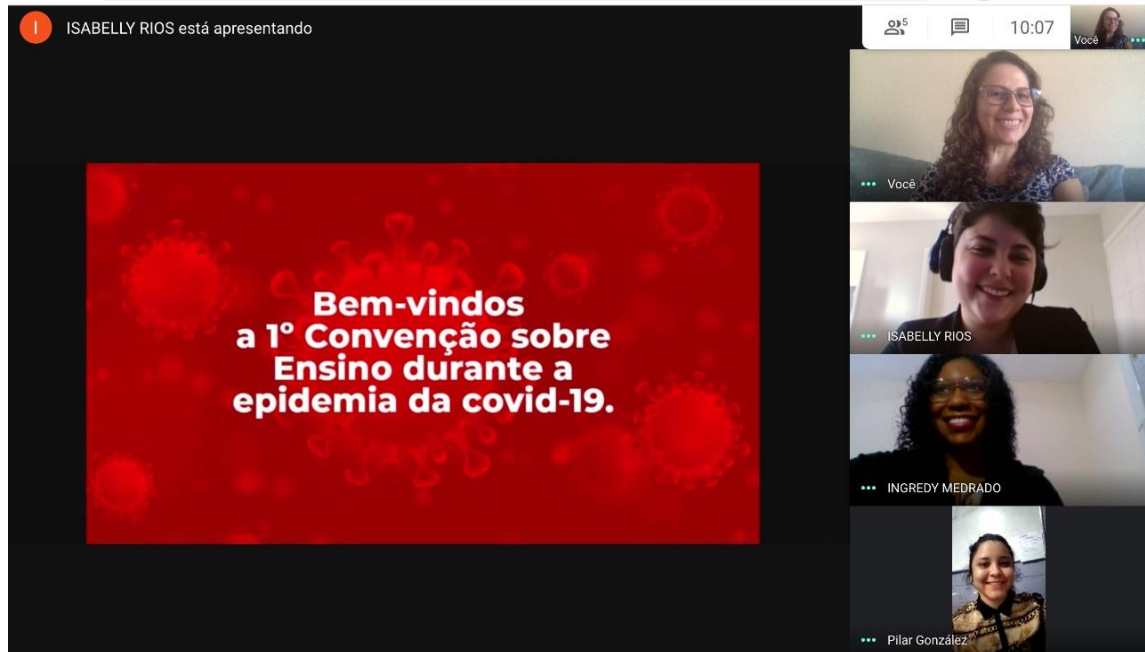 I ISABELLY RIOS está apresentando
5
10:07
Você
Bem-vindos
a 1º Convenção sobre
Ensino durante a
epidemia da covid-19.
Você
ISABELLY RIOS
INGREDY MEDRADO
Pilar González